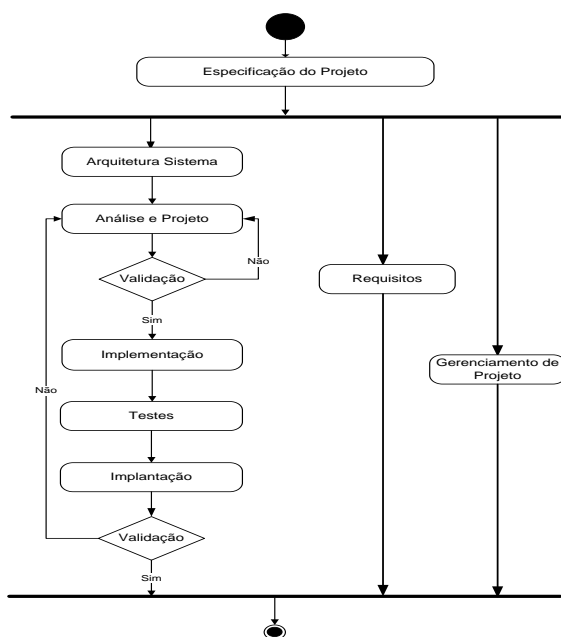 Especificação do Projeto
Arquitetura Sistema
Análise e Projeto
Não
Validação
Requisitos
Sim
Implementação
Gerenciamento de
Projeto
Não
Testes
Implantação
Validação
Sim